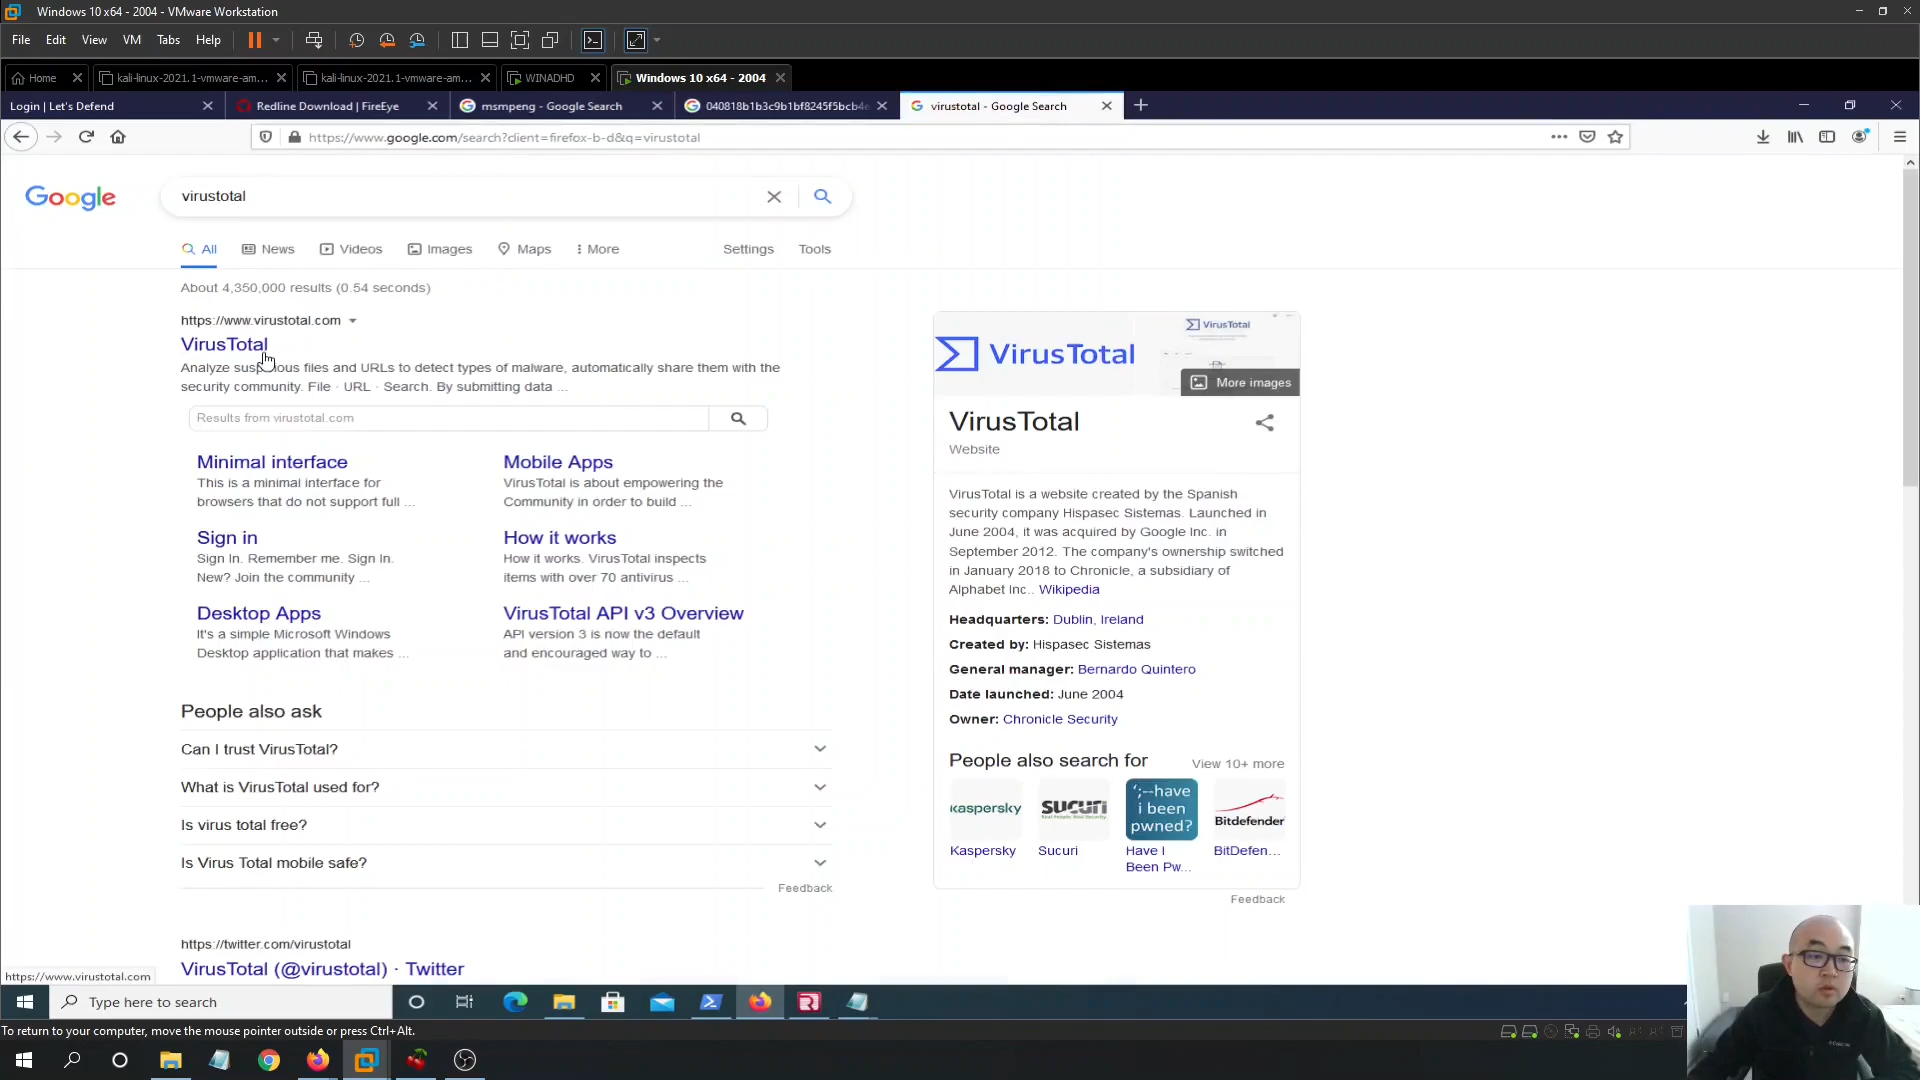 Windows 10 x64 - 2004 - VMware Workstation
File Edit View VM Tabs Help
Home kali-linux-2021.1-vmware-am... kali-linux-2021.1-vmware-am... WINADHD Windows 10 x64 - 2004
Login | Let's Defend Redline Download | FireEye msmpeng - Google Search 040818b1b3c9b1bf8245f5bcb4e virustotal - Google Search
https://www.google.com/search?client=firefox-b-d&q=virustotal
Google virustotal
All News Videos Images Maps More Settings Tools
About 4,350,000 results (0.54 seconds)
https://www.virustotal.com
VirusTotal
Analyze suspicious files and URLs to detect types of malware, automatically share them with the
security community. File · URL · Search. By submitting data ...
Results from virustotal.com
Minimal interface
This is a minimal interface for
browsers that do not support full ...
Mobile Apps
VirusTotal is about empowering the
Community in order to build ...
Sign in
Sign In. Remember me. Sign In.
New? Join the community ...
How it works
How it works. VirusTotal inspects
items with over 70 antivirus ...
Desktop Apps
It's a simple Microsoft Windows
Desktop application that makes ...
VirusTotal API v3 Overview
API version 3 is now the default
and encouraged way to ...
People also ask
Can I trust VirusTotal?
What is VirusTotal used for?
Is virus total free?
Is Virus Total mobile safe?
Feedback
https://twitter.com/virustotal
VirusTotal (@virustotal) · Twitter
VirusTotal
VirusTotal
More images
VirusTotal
Website
VirusTotal is a website created by the Spanish
security company Hispasec Sistemas. Launched in
June 2004, it was acquired by Google Inc. in
September 2012. The company's ownership switched
in January 2018 to Chronicle, a subsidiary of
Alphabet Inc.. Wikipedia
Headquarters: Dublin, Ireland
Created by: Hispasec Sistemas
General manager: Bernardo Quintero
Date launched: June 2004
Owner: Chronicle Security
People also search for View 10+ more
kaspersky
SUCURi
';--have
i been
pwned?
Bitdefender
Kaspersky
Sucuri
Have I
Been Pw...
BitDefen...
Feedback
https://www.virustotal.com
Type here to search
To return to your computer, move the mouse pointer outside or press Ctrl+Alt.